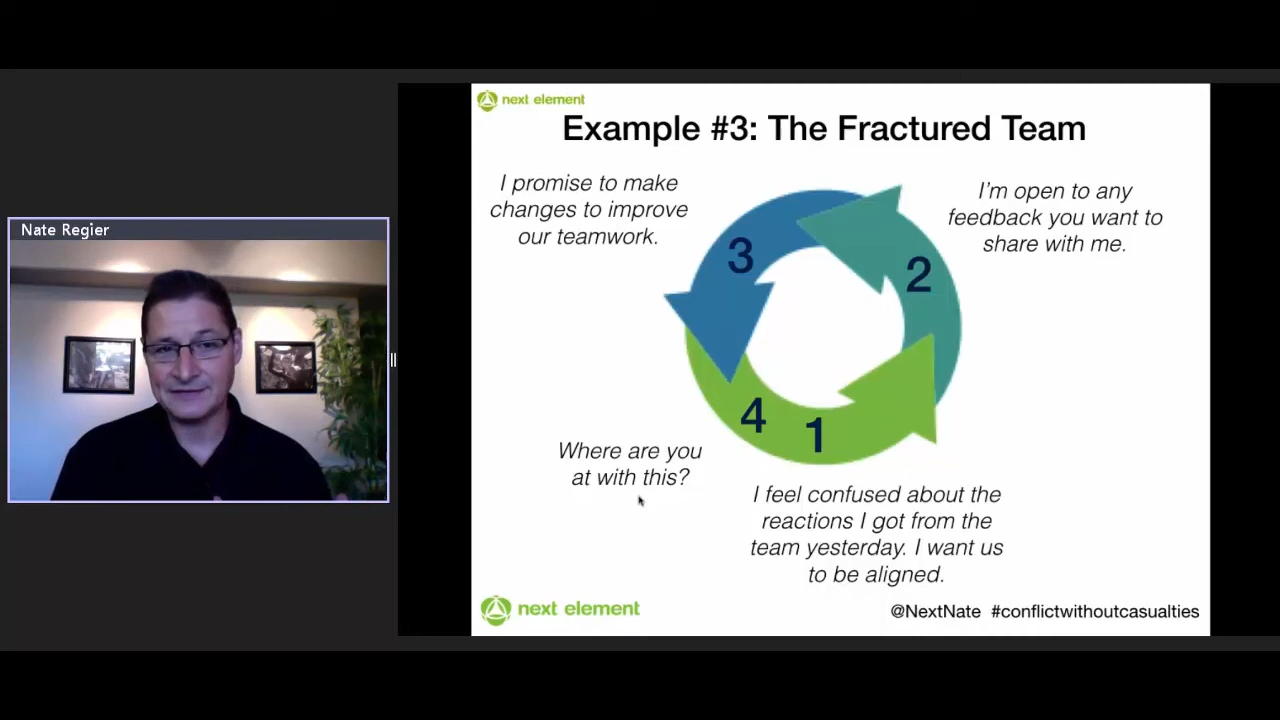 Nate Regier
next element
Example #3: The Fractured Team
I promise to make
changes to improve
our teamwork.
I'm open to any
feedback you want to
share with me.
3
2
4
1
Where are you
at with this?
I feel confused about the
reactions I got from the
team yesterday. I want us
to be aligned.
next element
@NextNate #conflictwithoutcasualties